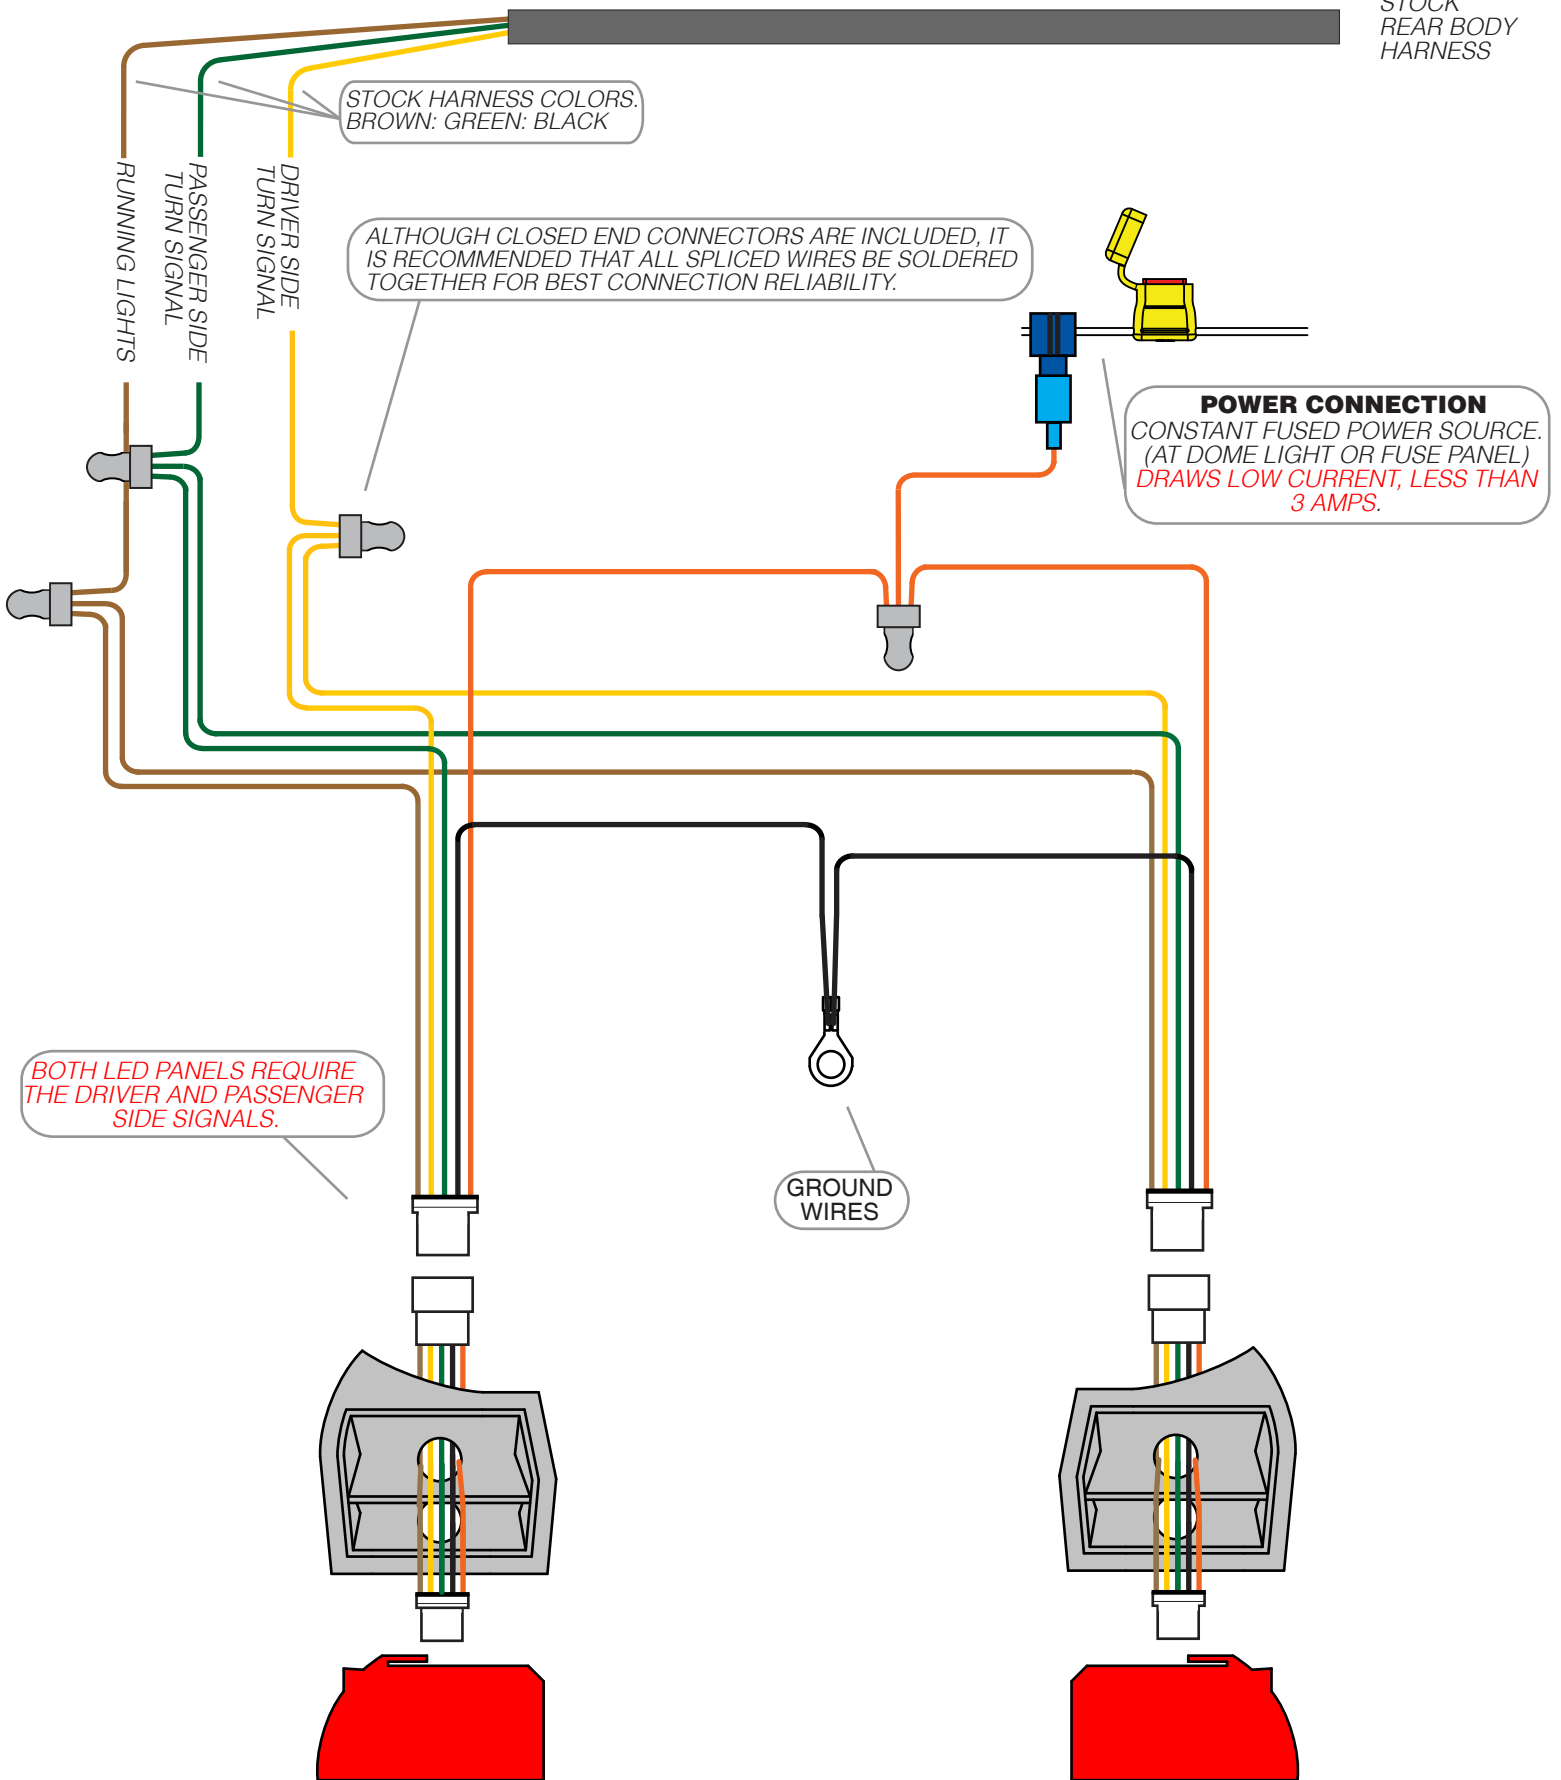 STOCK
REAR BODY
HARNESS
STOCK HARNESS COLORS.
BROWN: GREEN: BLACK
RUNNING LIGHTS
PASSENGER SIDE
TURN SIGNAL
DRIVER SIDE
TURN SIGNAL
ALTHOUGH CLOSED END CONNECTORS ARE INCLUDED, IT
IS RECOMMENDED THAT ALL SPLICED WIRES BE SOLDERED
TOGETHER FOR BEST CONNECTION RELIABILITY.
POWER CONNECTION
CONSTANT FUSED POWER SOURCE.
(AT DOME LIGHT OR FUSE PANEL)
DRAWS LOW CURRENT, LESS THAN
3 AMPS.
BOTH LED PANELS REQUIRE
THE DRIVER AND PASSENGER
SIDE SIGNALS.
GROUND
WIRES